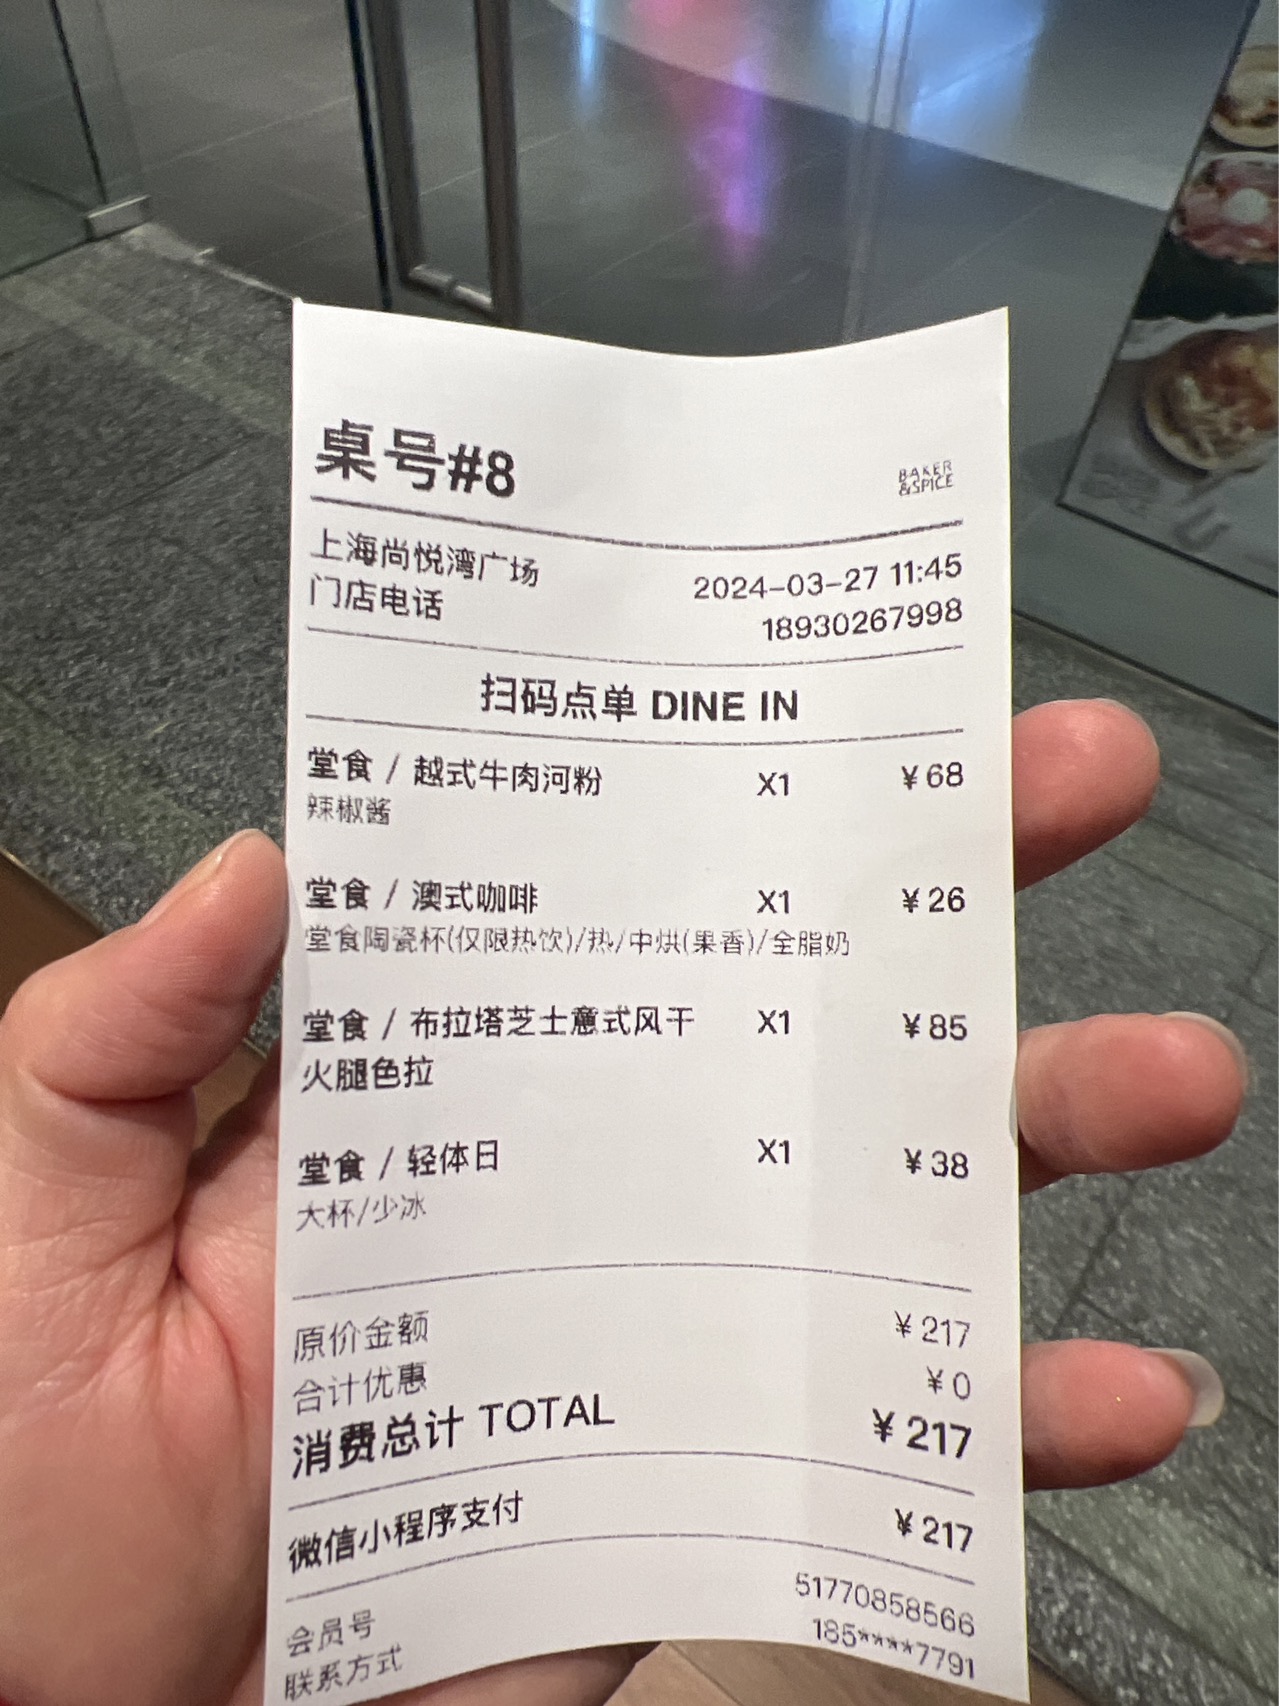 桌号#8
BAKER
&SPICE
上海尚悦湾广场 2024-03-27 11:45
门店电话 18930267998
扫码点单 DINE IN
堂食 / 越式牛肉河粉 X1 ¥68
辣椒酱
堂食 / 澳式咖啡 X1 ¥26
堂食陶瓷杯(仅限热饮)/热/中烘(果香)/全脂奶
堂食 / 布拉塔芝士意式风干 X1 ¥85
火腿色拉
堂食 / 轻体日 X1 ¥38
大杯/少冰
原价金额 ¥217
合计优惠 ¥0
消费总计 TOTAL ¥217
微信小程序支付 ¥217
会员号 51770858566
联系方式 185****7791